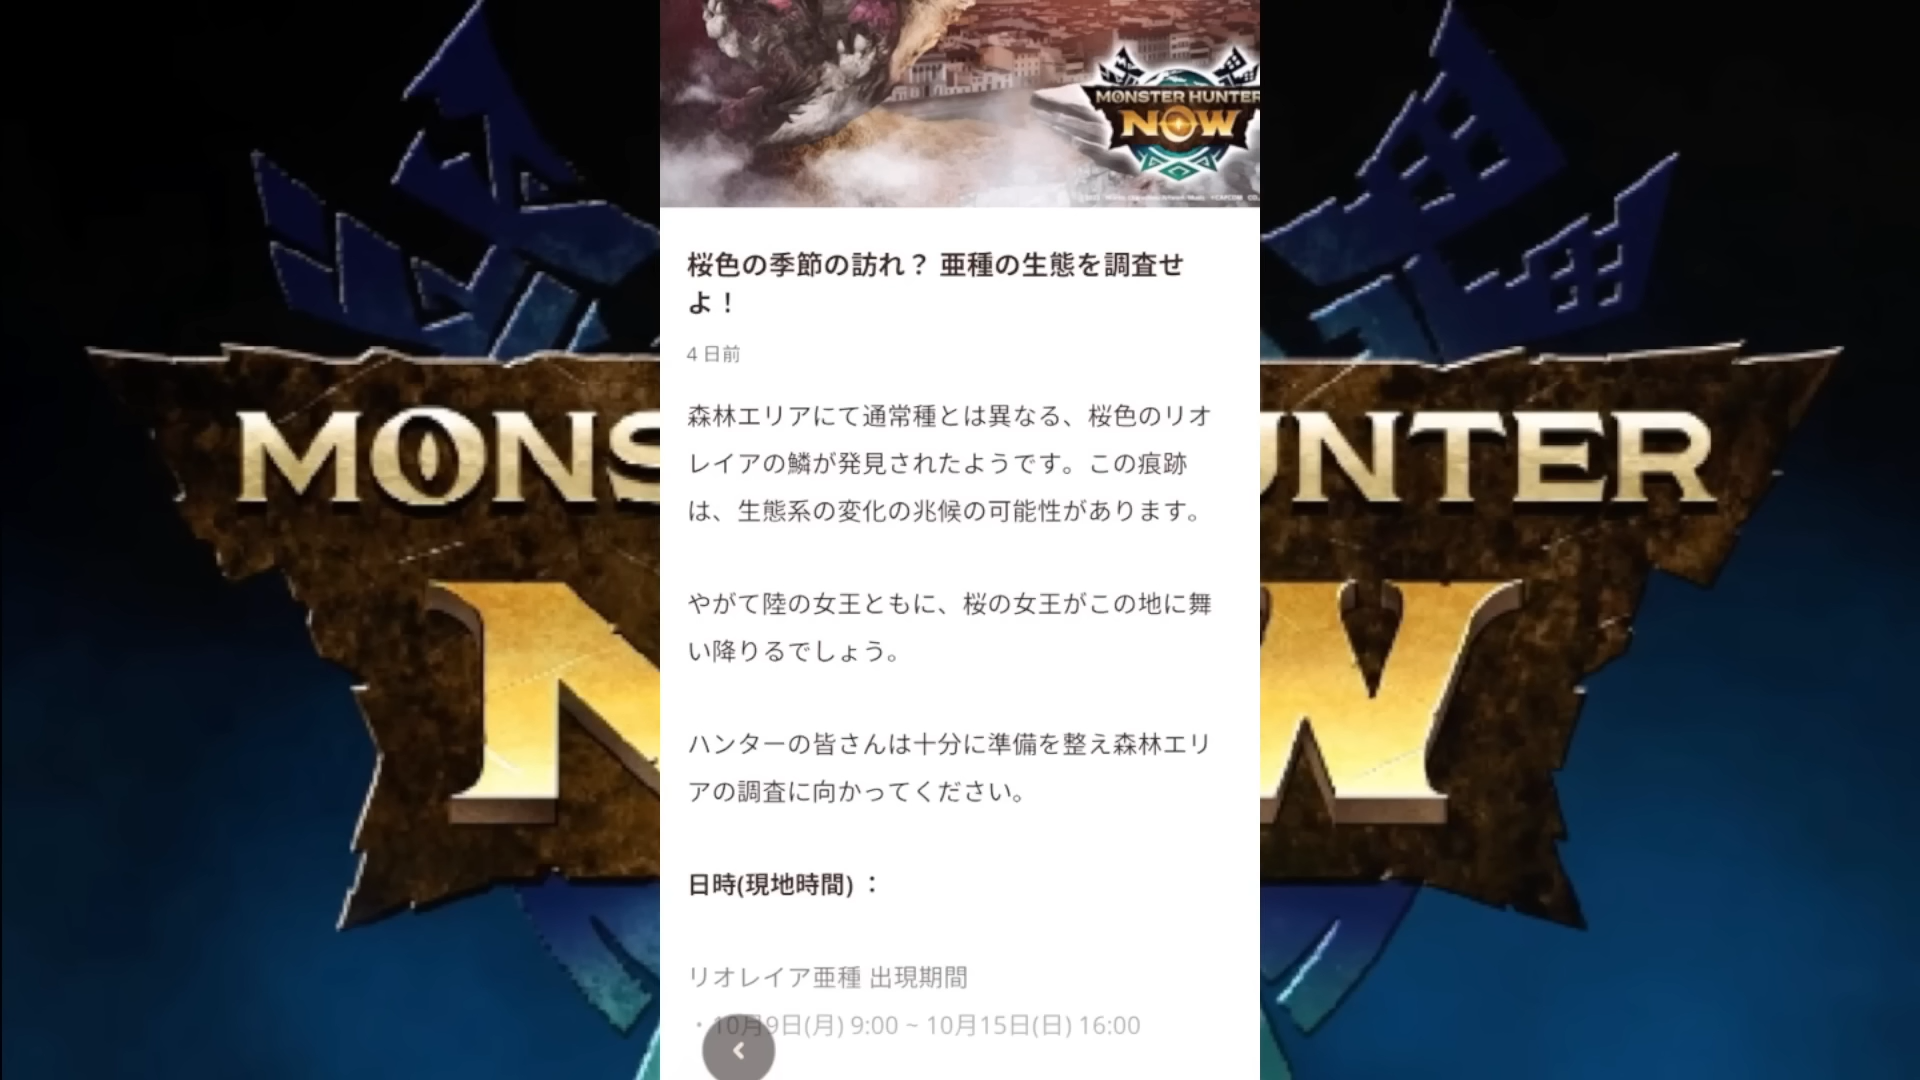 MONSTER HUNTER
NOW
桜色の季節の訪れ？ 亜種の生態を調査せ
よ！
4 日前
森林エリアにて通常種とは異なる、桜色のリオ
レイアの鱗が発見されたようです。この痕跡
は、生態系の変化の兆候の可能性があります。
やがて陸の女王ともに、桜の女王がこの地に舞
い降りるでしょう。
ハンターの皆さんは十分に準備を整え森林エリ
アの調査に向かってください。
日時(現地時間) ：
リオレイア亜種 出現期間
・10月9日(月) 9:00 ~ 10月15日(日) 16:00
MONS
UNTER
N
W